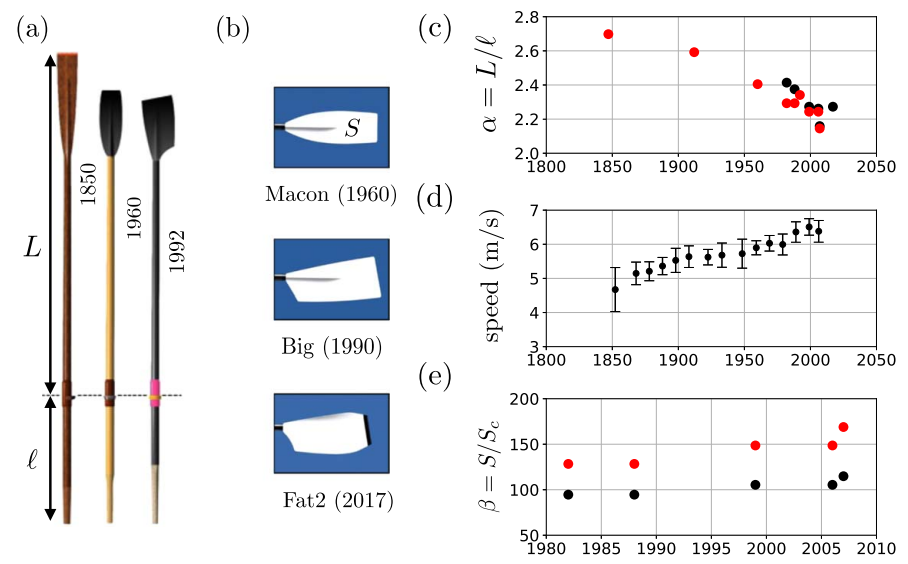 (a)
L
ℓ
1850
1960
1992
(b)
S
Macon (1960)
Big (1990)
Fat2 (2017)
(c)
α = L/ℓ
2.8
2.6
2.4
2.2
2.0
1800 1850 1900 1950 2000 2050
(d)
speed (m/s)
7
6
5
4
3
1800 1850 1900 1950 2000 2050
(e)
β = S/S_c
200
150
100
50
1980 1985 1990 1995 2000 2005 2010